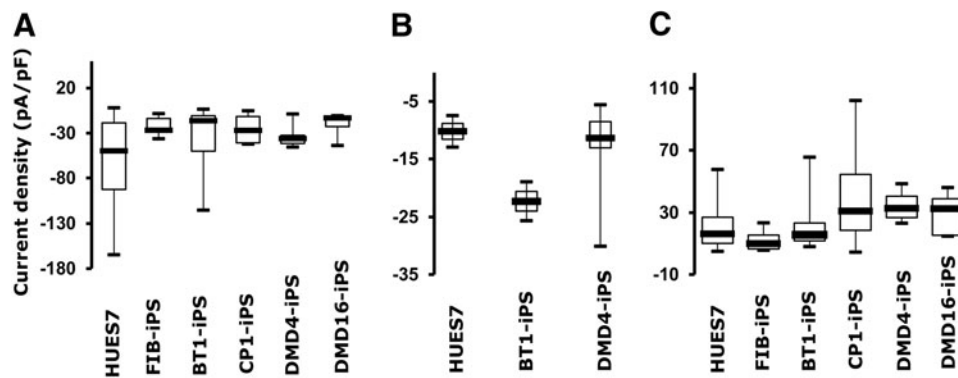 A
B
C
Current density (pA/pF)
20
-30
-80
-130
-180
HUES7
FIB-iPS
BT1-iPS
CP1-iPS
DMD4-iPS
DMD16-iPS
-5
-15
-25
-35
HUES7
BT1-iPS
DMD4-iPS
110
70
30
-10
HUES7
FIB-iPS
BT1-iPS
CP1-iPS
DMD4-iPS
DMD16-iPS